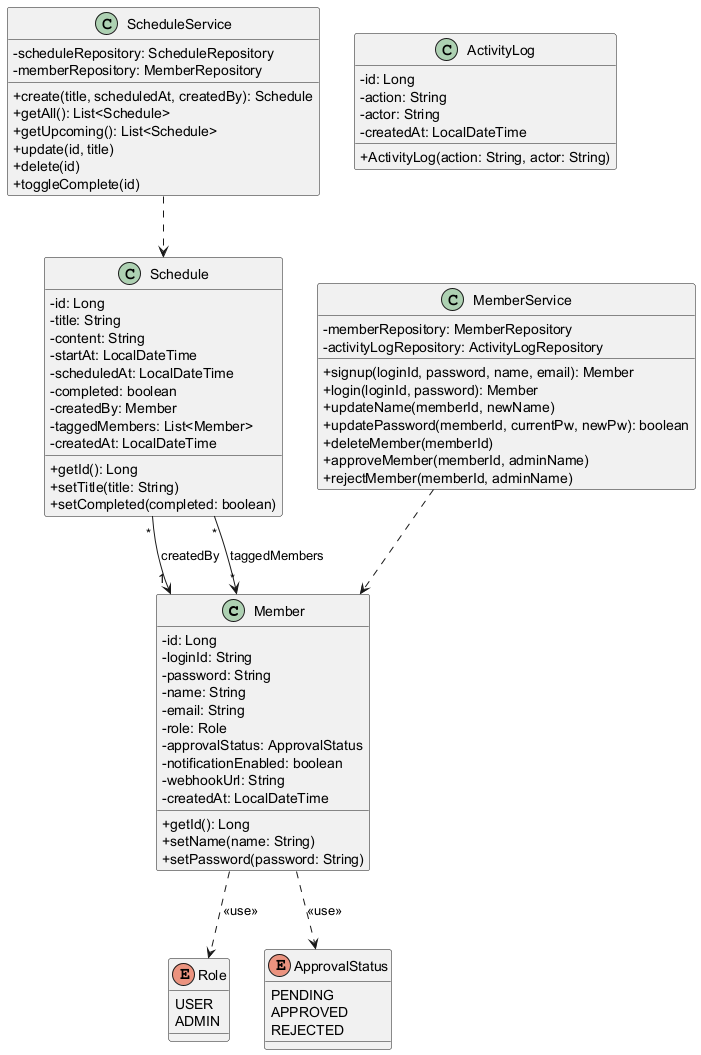 C ScheduleService
-scheduleRepository: ScheduleRepository
-memberRepository: MemberRepository
+create(title, scheduledAt, createdBy): Schedule
+getAll(): List<Schedule>
+getUpcoming(): List<Schedule>
+update(id, title)
+delete(id)
+toggleComplete(id)
C ActivityLog
-id: Long
-action: String
-actor: String
-createdAt: LocalDateTime
+ActivityLog(action: String, actor: String)
C Schedule
-id: Long
-title: String
-content: String
-startAt: LocalDateTime
-scheduledAt: LocalDateTime
-completed: boolean
-createdBy: Member
-taggedMembers: List<Member>
-createdAt: LocalDateTime
+getId(): Long
+setTitle(title: String)
+setCompleted(completed: boolean)
C MemberService
-memberRepository: MemberRepository
-activityLogRepository: ActivityLogRepository
+signup(loginId, password, name, email): Member
+login(loginId, password): Member
+updateName(memberId, newName)
+updatePassword(memberId, currentPw, newPw): boolean
+deleteMember(memberId)
+approveMember(memberId, adminName)
+rejectMember(memberId, adminName)
* *
createdBy taggedMembers
1 *
C Member
-id: Long
-loginId: String
-password: String
-name: String
-email: String
-role: Role
-approvalStatus: ApprovalStatus
-notificationEnabled: boolean
-webhookUrl: String
-createdAt: LocalDateTime
+getId(): Long
+setName(name: String)
+setPassword(password: String)
«use» «use»
E Role
USER
ADMIN
E ApprovalStatus
PENDING
APPROVED
REJECTED